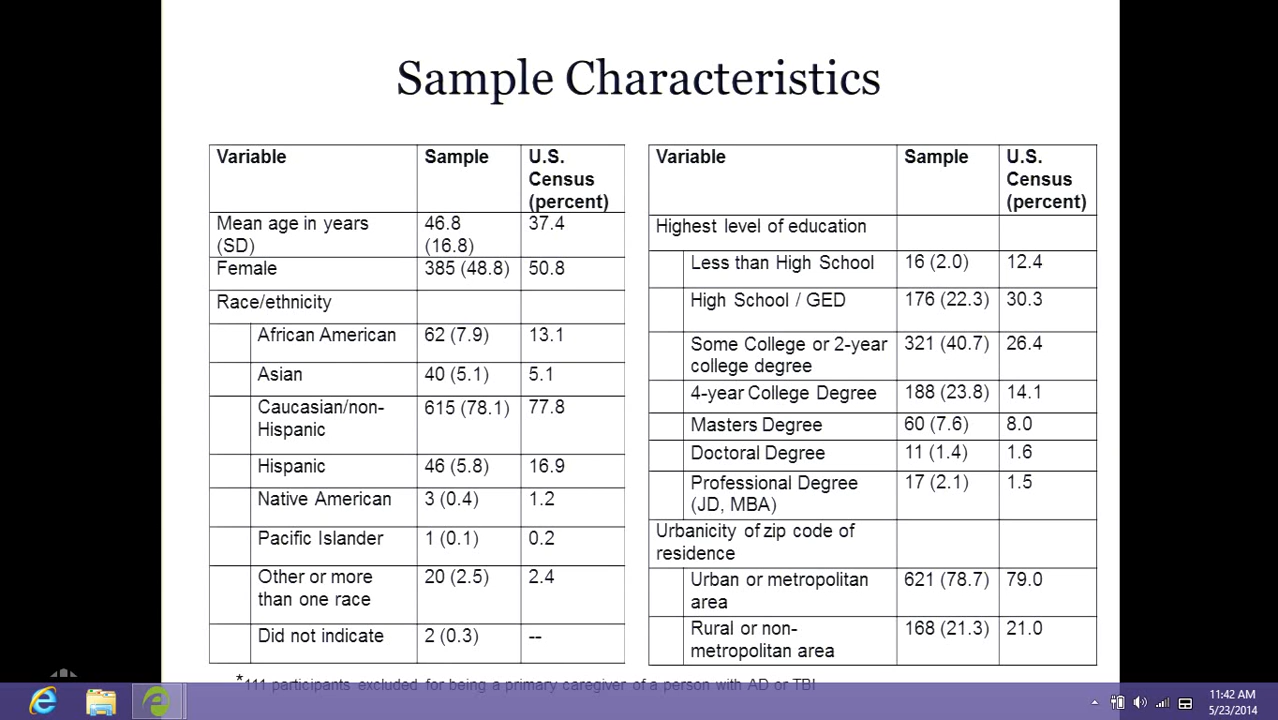 Sample Characteristics
Variable Sample U.S. Census (percent)
Mean age in years (SD) 46.8 (16.8) 37.4
Female 385 (48.8) 50.8
Race/ethnicity
African American 62 (7.9) 13.1
Asian 40 (5.1) 5.1
Caucasian/non-Hispanic 615 (78.1) 77.8
Hispanic 46 (5.8) 16.9
Native American 3 (0.4) 1.2
Pacific Islander 1 (0.1) 0.2
Other or more than one race 20 (2.5) 2.4
Did not indicate 2 (0.3) --
Variable Sample U.S. Census (percent)
Highest level of education
Less than High School 16 (2.0) 12.4
High School / GED 176 (22.3) 30.3
Some College or 2-year college degree 321 (40.7) 26.4
4-year College Degree 188 (23.8) 14.1
Masters Degree 60 (7.6) 8.0
Doctoral Degree 11 (1.4) 1.6
Professional Degree (JD, MBA) 17 (2.1) 1.5
Urbanicity of zip code of residence
Urban or metropolitan area 621 (78.7) 79.0
Rural or non-metropolitan area 168 (21.3) 21.0
*111 participants excluded for being a primary caregiver of a person with AD or TBI
11:42 AM
5/23/2014